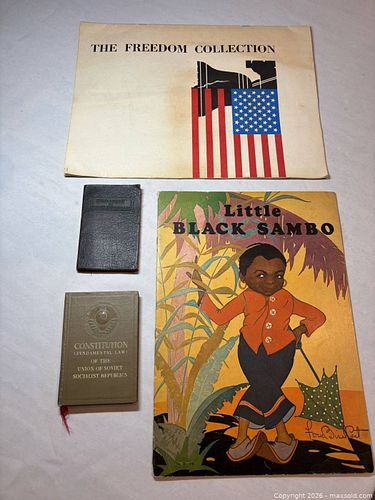 THE FREEDOM COLLECTION
Little
BLACK SAMBO
CONSTITUTION
(FUNDAMENTAL LAW)
OF THE
UNION OF SOVIET
SOCIALIST REPUBLICS
Copyright ©2026 - maxsold.com